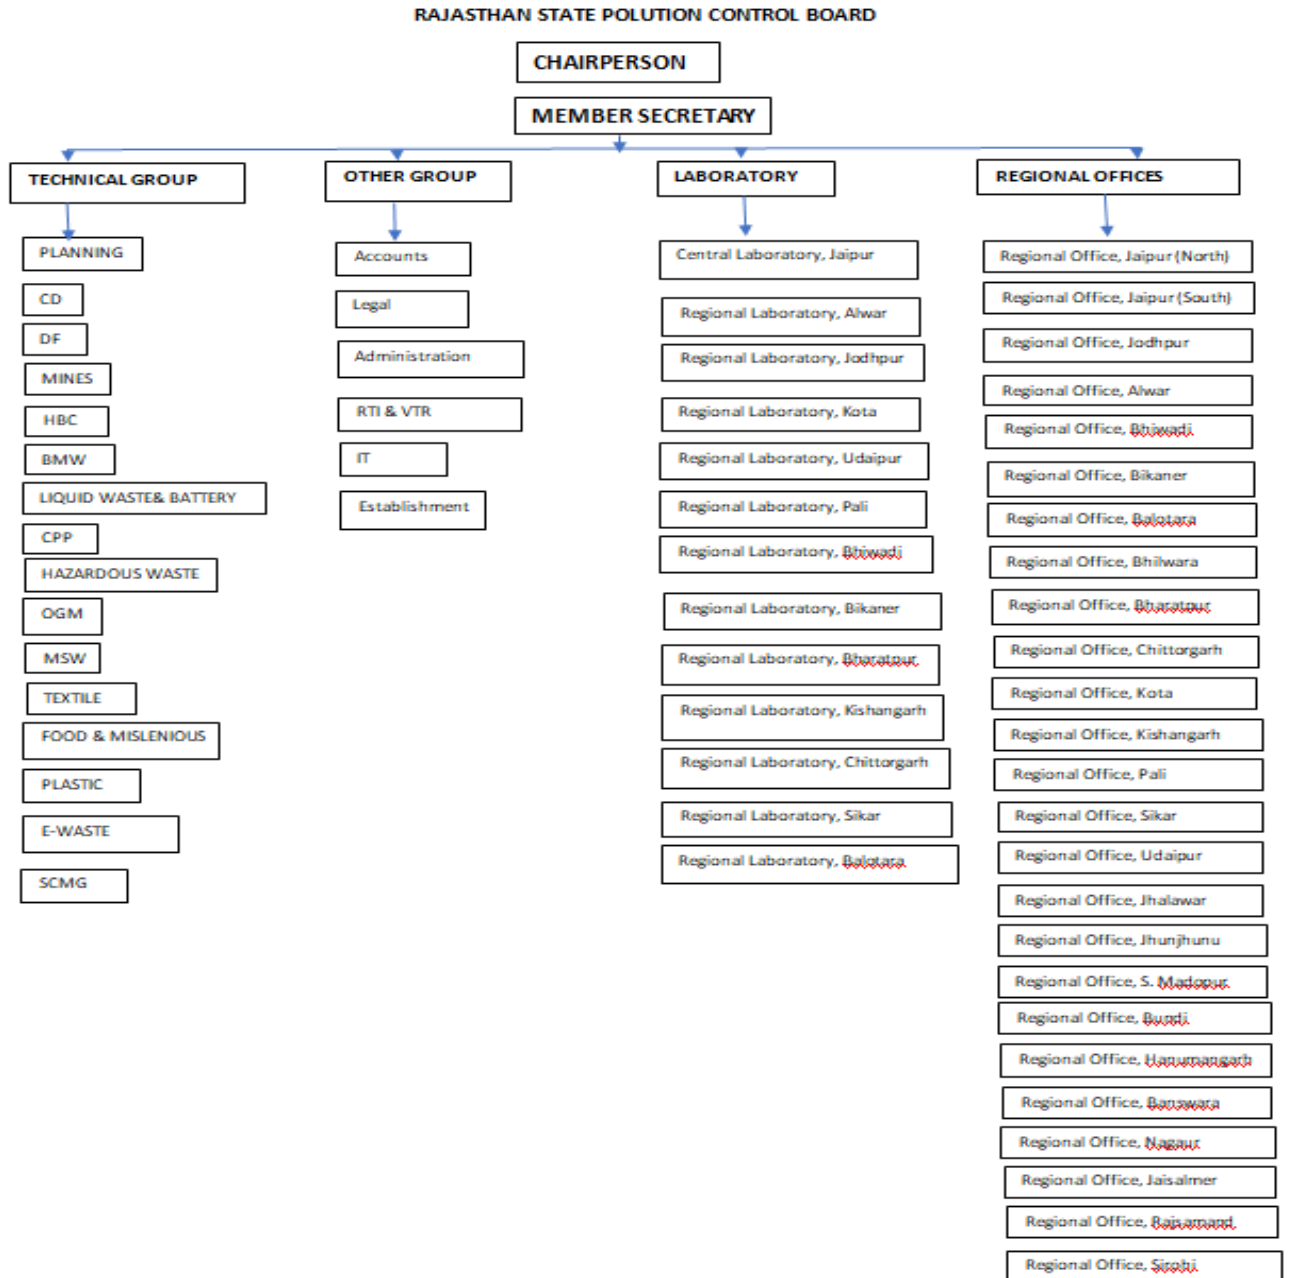 RAJASTHAN STATE POLUTION CONTROL BOARD
CHAIRPERSON
MEMBER SECRETARY
TECHNICAL GROUP
PLANNING
CD
DF
MINES
HBC
BMW
LIQUID WASTE& BATTERY
CPP
HAZARDOUS WASTE
OGM
MSW
TEXTILE
FOOD & MISLENIOUS
PLASTIC
E-WASTE
SCMG
OTHER GROUP
Accounts
Legal
Administration
RTI & VTR
IT
Establishment
LABORATORY
Central Laboratory, Jaipur
Regional Laboratory, Alwar
Regional Laboratory, Jodhpur
Regional Laboratory, Kota
Regional Laboratory, Udaipur
Regional Laboratory, Pali
Regional Laboratory, Bhiwadi
Regional Laboratory, Bikaner
Regional Laboratory, Bharatpur
Regional Laboratory, Kishangarh
Regional Laboratory, Chittorgarh
Regional Laboratory, Sikar
Regional Laboratory, Balotara
REGIONAL OFFICES
Regional Office, Jaipur (North)
Regional Office, Jaipur (South)
Regional Office, Jodhpur
Regional Office, Alwar
Regional Office, Bhiwadi
Regional Office, Bikaner
Regional Office, Balotara
Regional Office, Bhilwara
Regional Office, Bharatpur
Regional Office, Chittorgarh
Regional Office, Kota
Regional Office, Kishangarh
Regional Office, Pali
Regional Office, Sikar
Regional Office, Udaipur
Regional Office, Jhalawar
Regional Office, Jhunjhunu
Regional Office, S. Madopur
Regional Office, Bundi
Regional Office, Hanumangarh
Regional Office, Banswara
Regional Office, Nagaur
Regional Office, Jaisalmer
Regional Office, Rajsamand
Regional Office, Sirohi